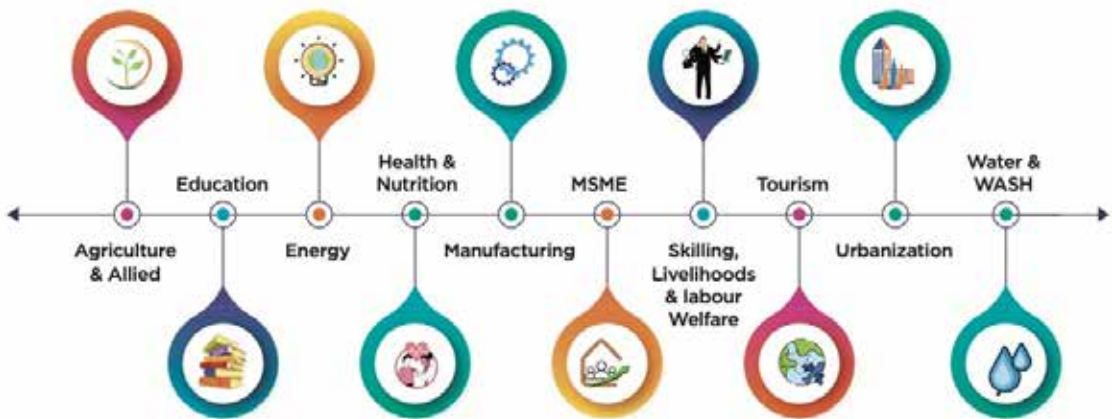 Agriculture
& Allied
Education
Energy
Health &
Nutrition
Manufacturing
MSME
Skilling,
Livelihoods
& labour
Welfare
Tourism
Urbanization
Water &
WASH